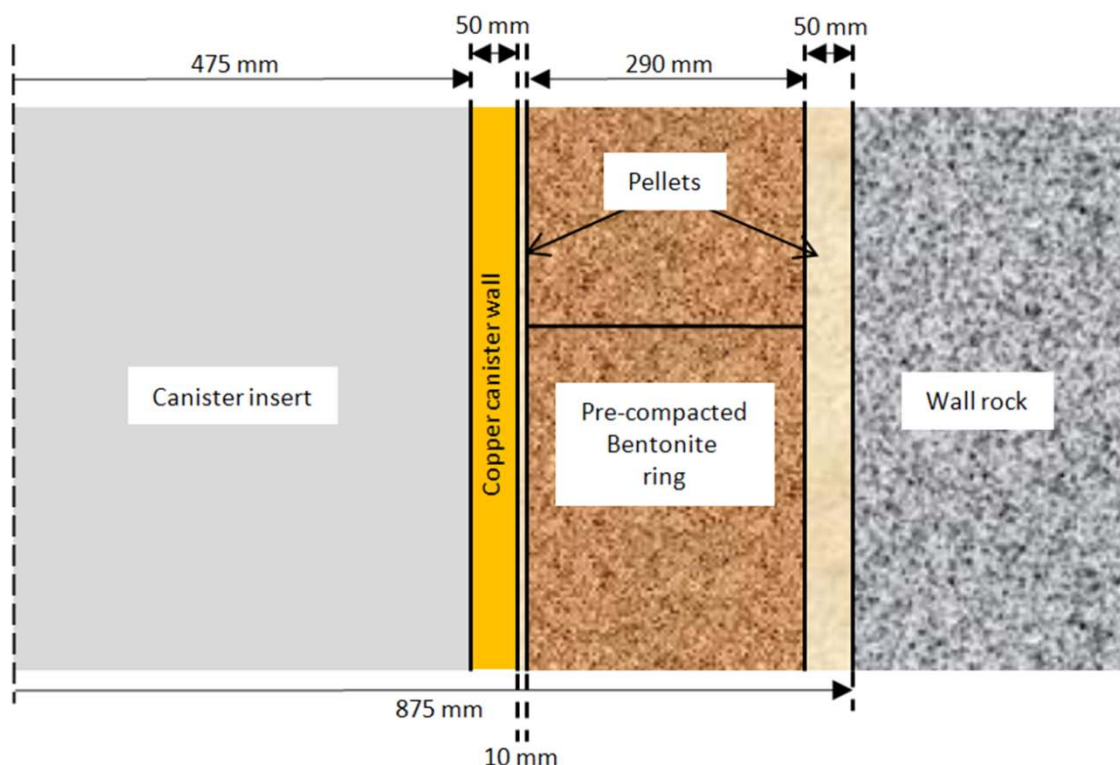 50 mm
50 mm
475 mm
290 mm
Pellets
Copper canister wall
Canister insert
Pre-compacted
Bentonite
ring
Wall rock
875 mm
10 mm